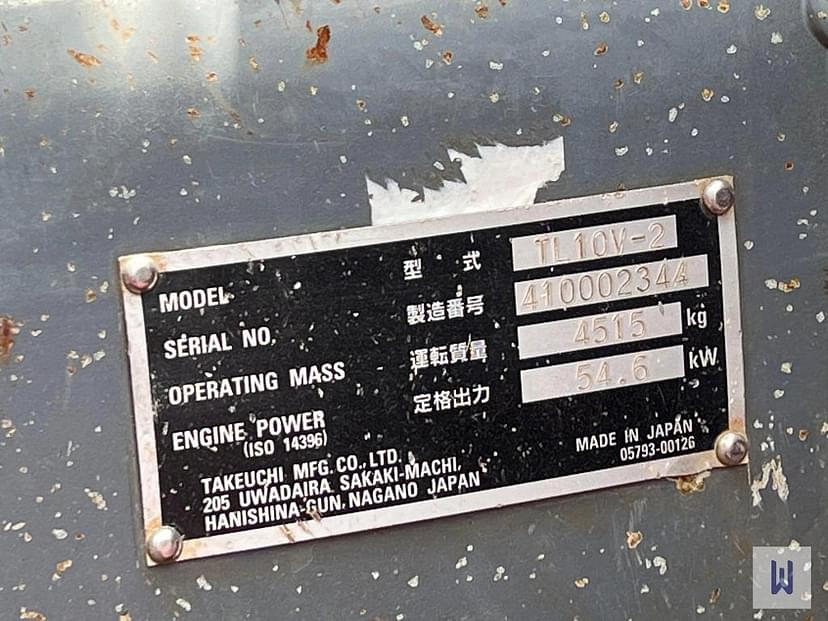 MODEL 型式 TL10V-2
SERIAL NO. 製造番号 410002344
OPERATING MASS 運転質量 4515 kg
ENGINE POWER 定格出力 54.6 kW
(ISO 14396)
TAKEUCHI MFG. CO., LTD.
205 UWADAIRA, SAKAKI-MACHI,
HANISHINA-GUN, NAGANO JAPAN
MADE IN JAPAN
05793-00126
W